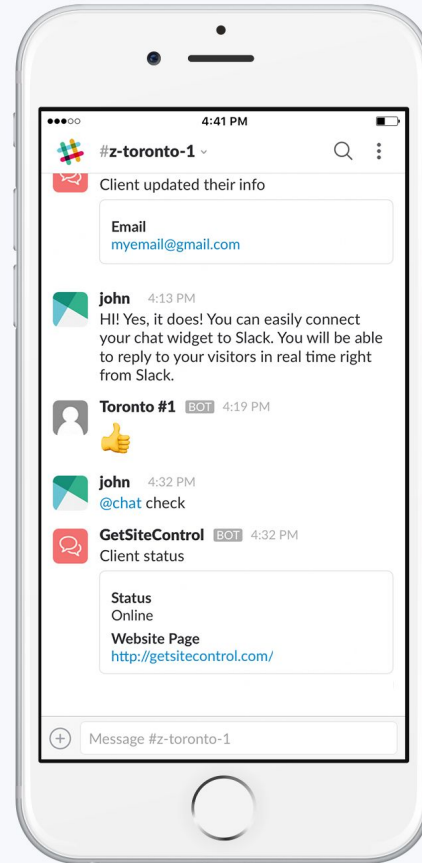 4:41 PM
#z-toronto-1
Client updated their info
Email
myemail@gmail.com
john 4:13 PM
HI! Yes, it does! You can easily connect
your chat widget to Slack. You will be able
to reply to your visitors in real time right
from Slack.
Toronto #1 BOT 4:19 PM
john 4:32 PM
@chat check
GetSiteControl BOT 4:32 PM
Client status
Status
Online
Website Page
http://getsitecontrol.com/
Message #z-toronto-1